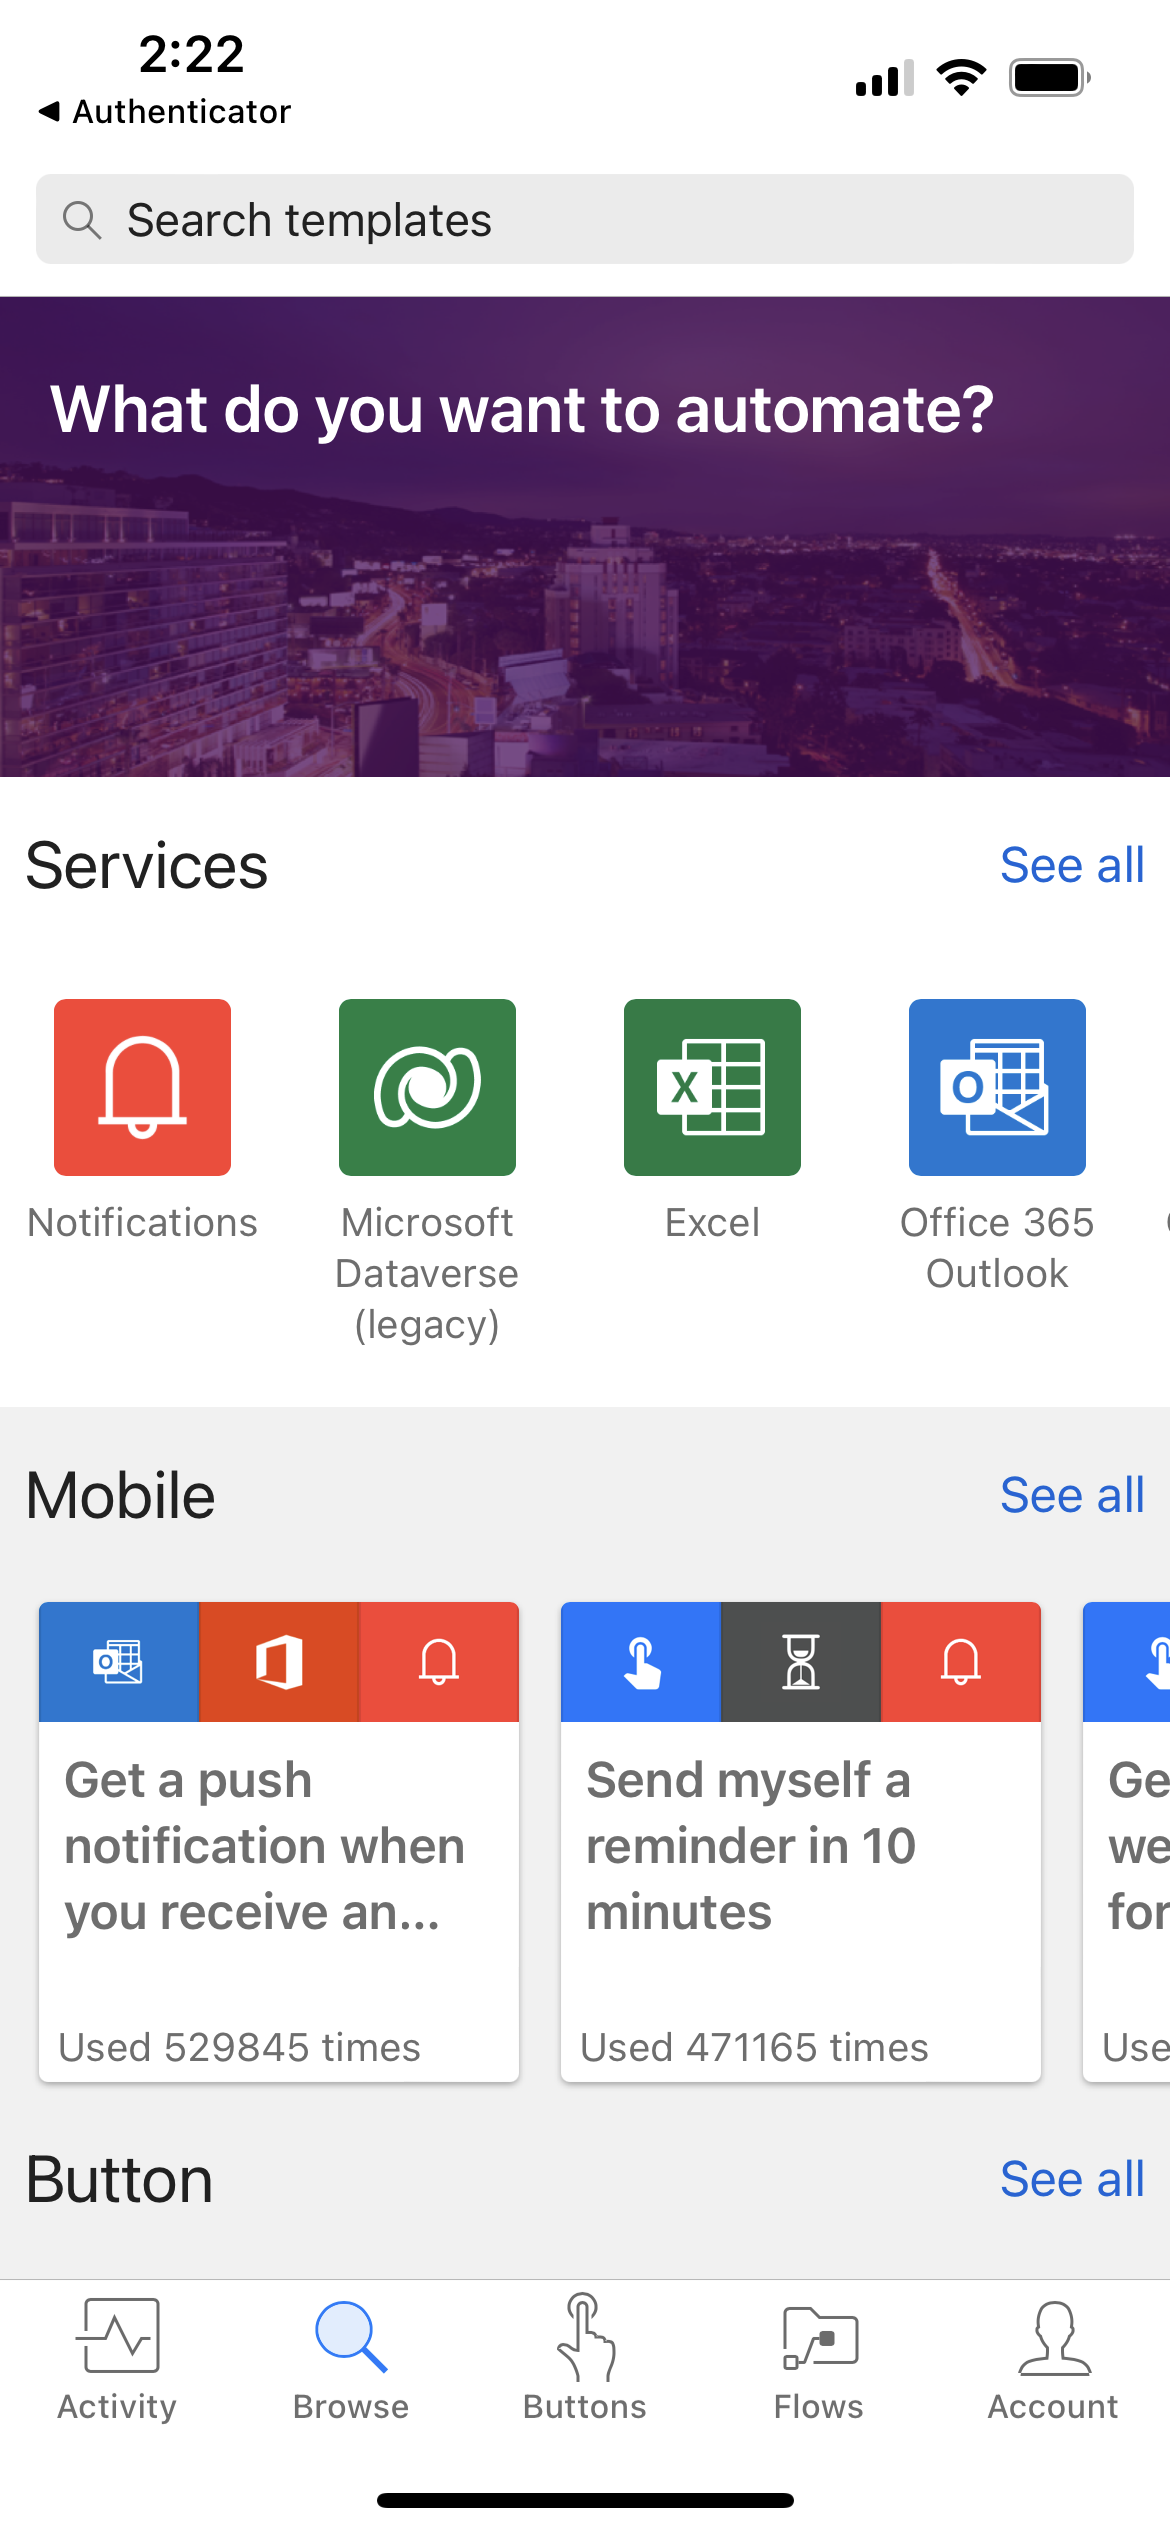 2:22
Authenticator
Search templates
What do you want to automate?
Services
See all
Notifications
Microsoft
Dataverse
(legacy)
Excel
Office 365
Outlook
Mobile
See all
Get a push
notification when
you receive an...
Used 529845 times
Send myself a
reminder in 10
minutes
Used 471165 times
Ge
we
for
Use
Button
See all
Activity
Browse
Buttons
Flows
Account